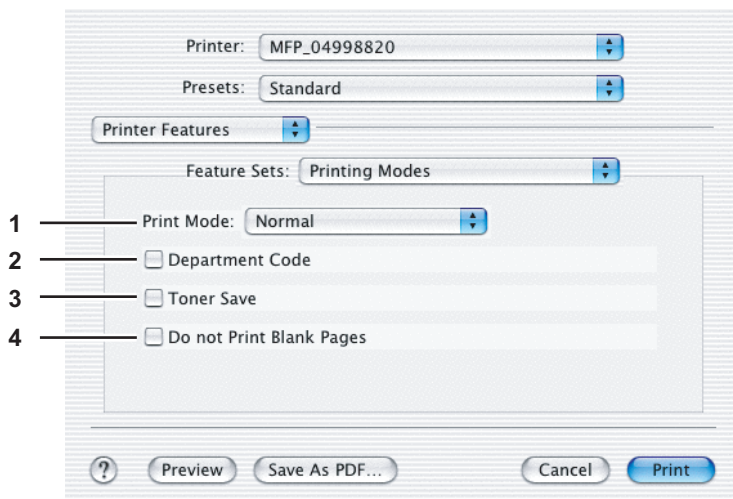 Printer: MFP_04998820
Presets: Standard
Printer Features
Feature Sets: Printing Modes
1 Print Mode: Normal
2 Department Code
3 Toner Save
4 Do not Print Blank Pages
? Preview Save As PDF... Cancel Print